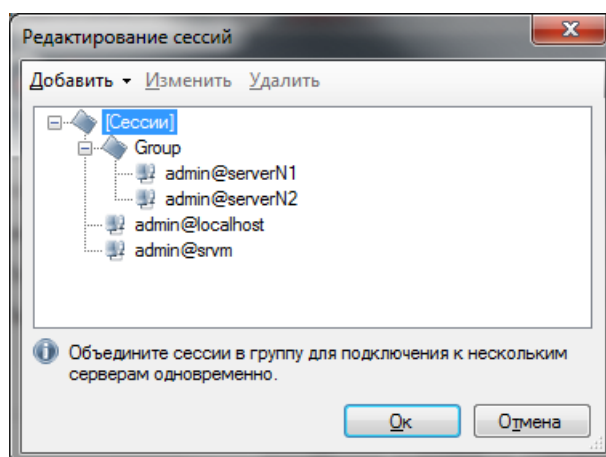 Редактирование сессий
Добавить Изменить Удалить
[Сессии]
Group
admin@serverN1
admin@serverN2
admin@localhost
admin@srvm
Объедините сессии в группу для подключения к нескольким
серверам одновременно.
Ок Отмена